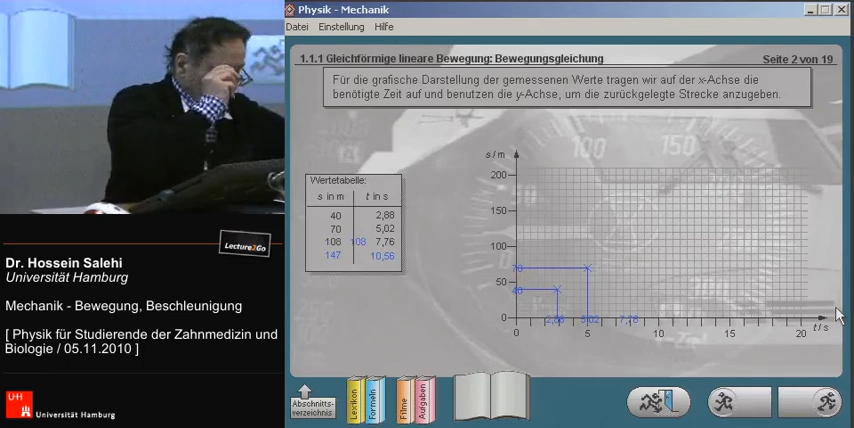 Physik - Mechanik
Datei Einstellung Hilfe
1.1.1 Gleichförmige lineare Bewegung: Bewegungsgleichung
Seite 2 von 19
Für die grafische Darstellung der gemessenen Werte tragen wir auf der x-Achse die
benötigte Zeit auf und benutzen die y-Achse, um die zurückgelegte Strecke anzugeben.
100 150
Wertetabelle:
s in m t in s
40 2,88
70 5,02
108 108 7,76
147 10,56
s / m
200
150
100
70
50
40
0
2,88 5,02 7,76
0 5 10 15 20
t / s
Lecture2Go
Dr. Hossein Salehi
Universität Hamburg
Mechanik - Bewegung, Beschleunigung
[ Physik für Studierende der Zahnmedizin und
Biologie / 05.11.2010 ]
UH
Universität Hamburg
Abschnitts-
verzeichnis
Lexikon
Formeln
Filme
Aufgaben